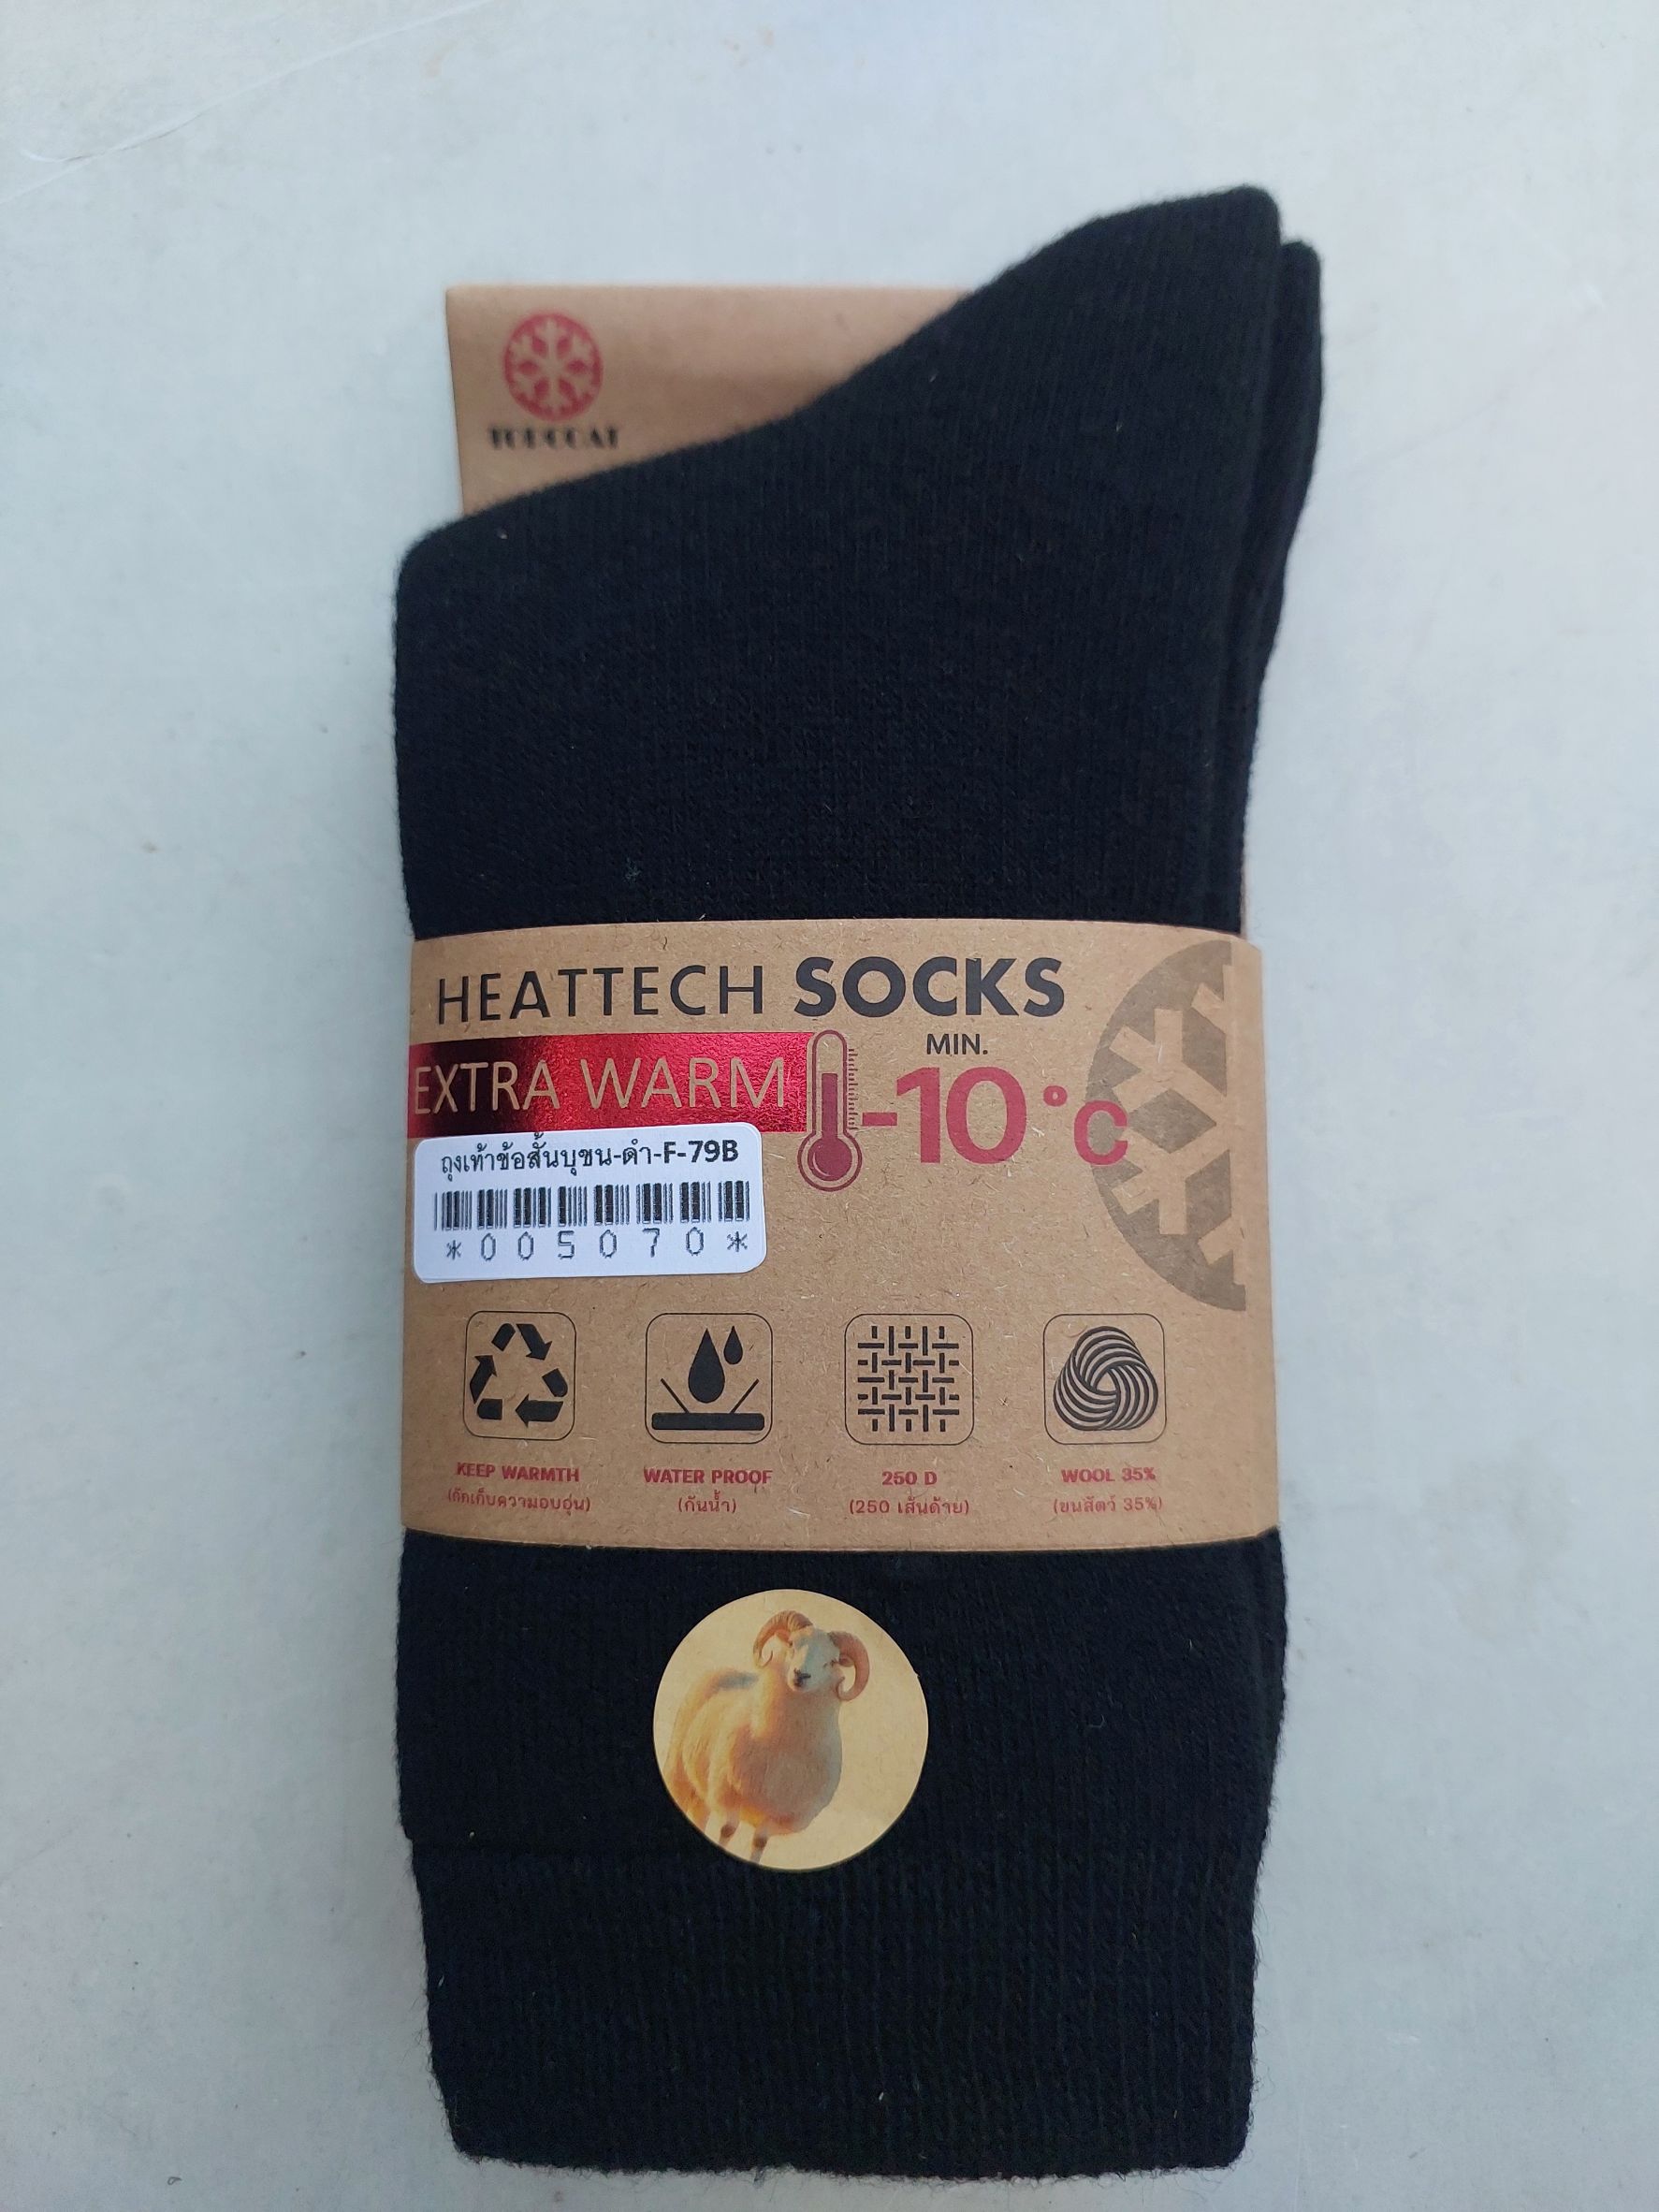 TOPCOAT
HEATTECH SOCKS
EXTRA WARM
MIN.
-10°C
ถุงเท้าข้อสั้นบุขน-ดำ-F-79B
*005070*
KEEP WARMTH
(กักเก็บความอบอุ่น)
WATER PROOF
(กันน้ำ)
250 D
(250 เส้นด้าย)
WOOL 35%
(ขนสัตว์ 35%)